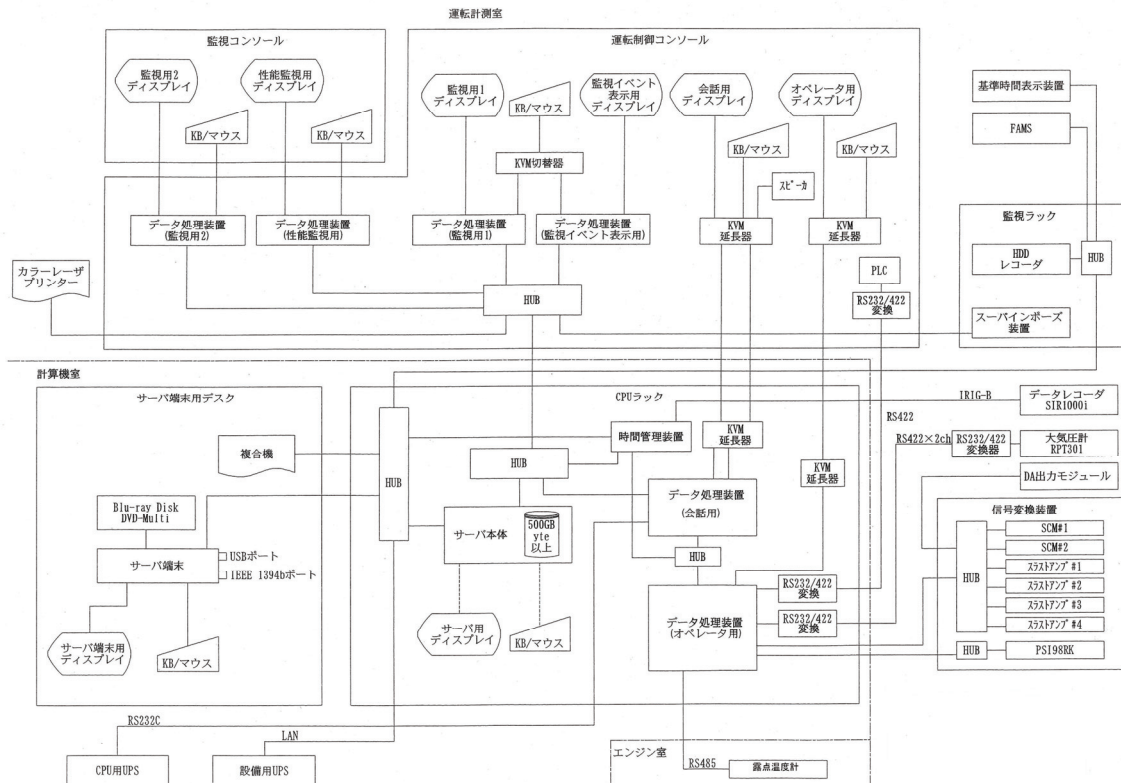 運転計測室
監視コンソール
運転制御コンソール
監視用2
ディスプレイ
性能監視用
ディスプレイ
KB/マウス
KB/マウス
監視用1
ディスプレイ
KB/マウス
監視イベント
表示用
ディスプレイ
会話用
ディスプレイ
オペレータ用
ディスプレイ
KB/マウス
KB/マウス
KVM切替器
スピーカ
基準時間表示装置
FAMS
データ処理装置
(監視用2)
データ処理装置
(性能監視用)
データ処理装置
(監視用1)
データ処理装置
(監視イベント表示用)
KVM
延長器
KVM
延長器
監視ラック
HDD
レコーダ
HUB
カラーレーザ
プリンター
HUB
PLC
RS232/422
変換
スーパインポーズ
装置
計算機室
サーバ端末用デスク
CPUラック
IRIG-B
データレコーダ
SIR1000i
RS422
複合機
HUB
時間管理装置
KVM
延長器
RS422×2ch
RS232/422
変換器
大気圧計
RPT301
HUB
KVM
延長器
DA出力モジュール
Blu-ray Disk
DVD-Multi
データ処理装置
(会話用)
信号変換装置
サーバ本体
500GB
yte
以上
SCM#1
SCM#2
サーバ端末
USBポート
IEEE 1394bポート
HUB
HUB
スラストアンプ#1
スラストアンプ#2
スラストアンプ#3
スラストアンプ#4
RS232/422
変換
RS232/422
変換
サーバ端末用
ディスプレイ
KB/マウス
サーバ用
ディスプレイ
KB/マウス
データ処理装置
(オペレータ用)
HUB
PSI98RK
RS232C
LAN
CPU用UPS
設備用UPS
エンジン室
RS485
露点温度計